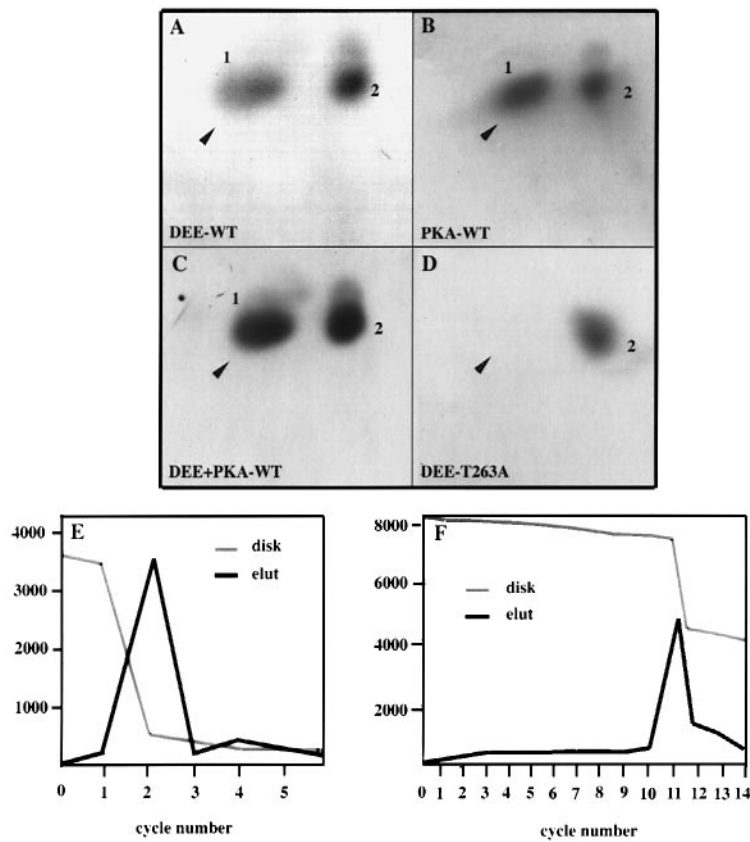 A
1
2
DEE-WT
B
1
2
PKA-WT
C
1
2
DEE+PKA-WT
D
2
DEE-T263A
E
4000
3000
2000
1000
disk
elut
0 1 2 3 4 5
cycle number
F
8000
6000
4000
2000
disk
elut
0 1 2 3 4 5 6 7 8 9 10 11 12 13 14
cycle number